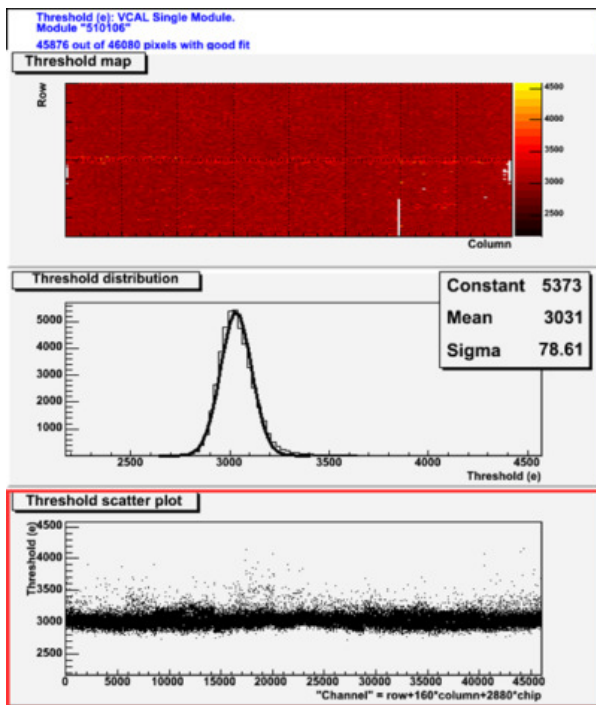 Threshold (e): VCAL Single Module.
Module "510106"
45876 out of 46080 pixels with good fit
Threshold map
Row
4500
4000
3500
3000
2500
Column
Threshold distribution
Constant 5373
Mean 3031
Sigma 78.61
5000
4000
3000
2000
1000
2500 3000 3500 4000 4500
Threshold (e)
Threshold scatter plot
Threshold (e)
4500
4000
3500
3000
2500
0 5000 10000 15000 20000 25000 30000 35000 40000 45000
"Channel" = row+160*column+2880*chip